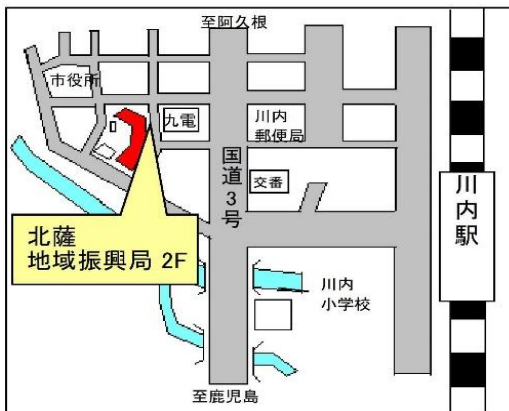 至阿久根
市役所
九電
川内
郵便局
国道3号
交番
川内駅
北薩
地域振興局 2F
川内
小学校
至鹿児島